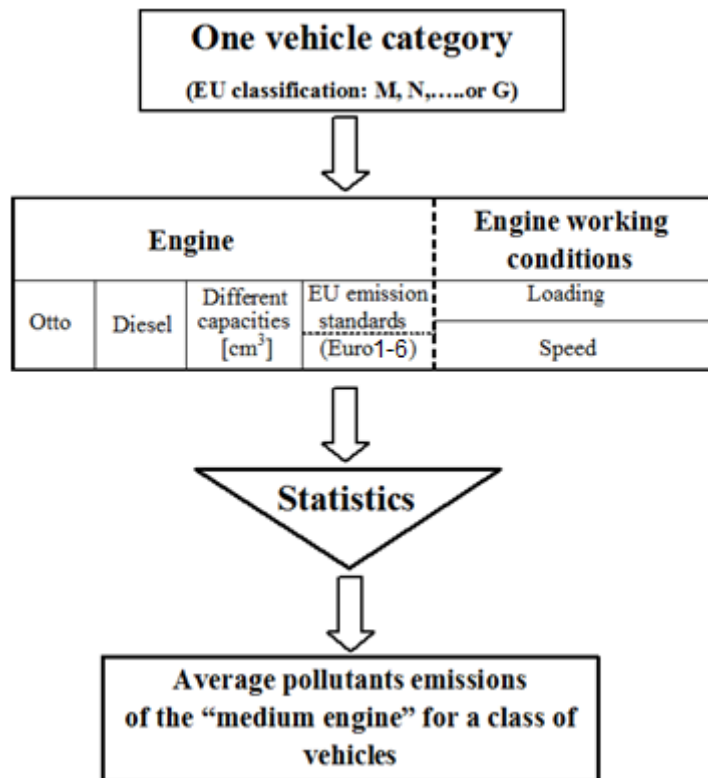 One vehicle category
(EU classification: M, N,.....or G)
Engine
Engine working
conditions
Otto
Diesel
Different
capacities
[cm³]
EU emission
standards
(Euro1-6)
Loading
Speed
Statistics
Average pollutants emissions
of the “medium engine” for a class of
vehicles